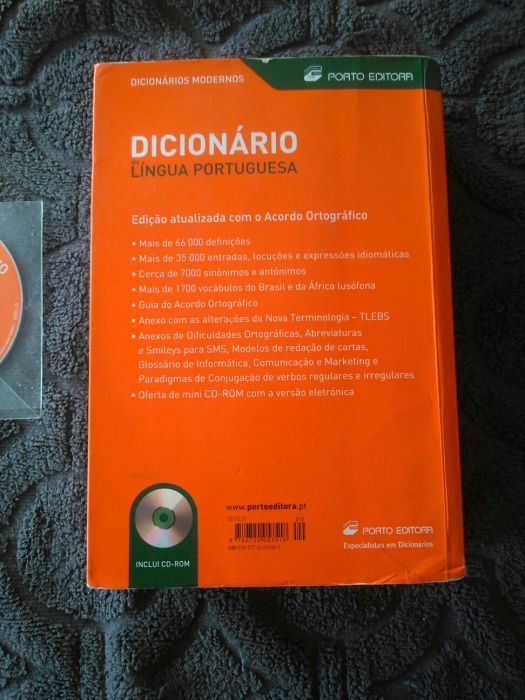 DICIONÁRIOS MODERNOS
PORTO EDITORA
DICIONÁRIO
da
LÍNGUA PORTUGUESA
Edição atualizada com o Acordo Ortográfico
• Mais de 66 000 definições
• Mais de 35 000 entradas, locuções e expressões idiomáticas
• Cerca de 7000 sinónimos e antónimos
• Mais de 1700 vocábulos do Brasil e da África lusófona
• Guia do Acordo Ortográfico
• Anexo com as alterações da Nova Terminologia – TLEBS
• Anexos de Dificuldades Ortográficas, Abreviaturas
e Smileys para SMS, Modelos de redação de cartas,
Glossário de Informática, Comunicação e Marketing e
Paradigmas de Conjugação de verbos regulares e irregulares
• Oferta de mini CD-ROM com a versão eletrónica
www.portoeditora.pt
20
PORTO EDITORA
Especialistas em Dicionários
INCLUI CD-ROM